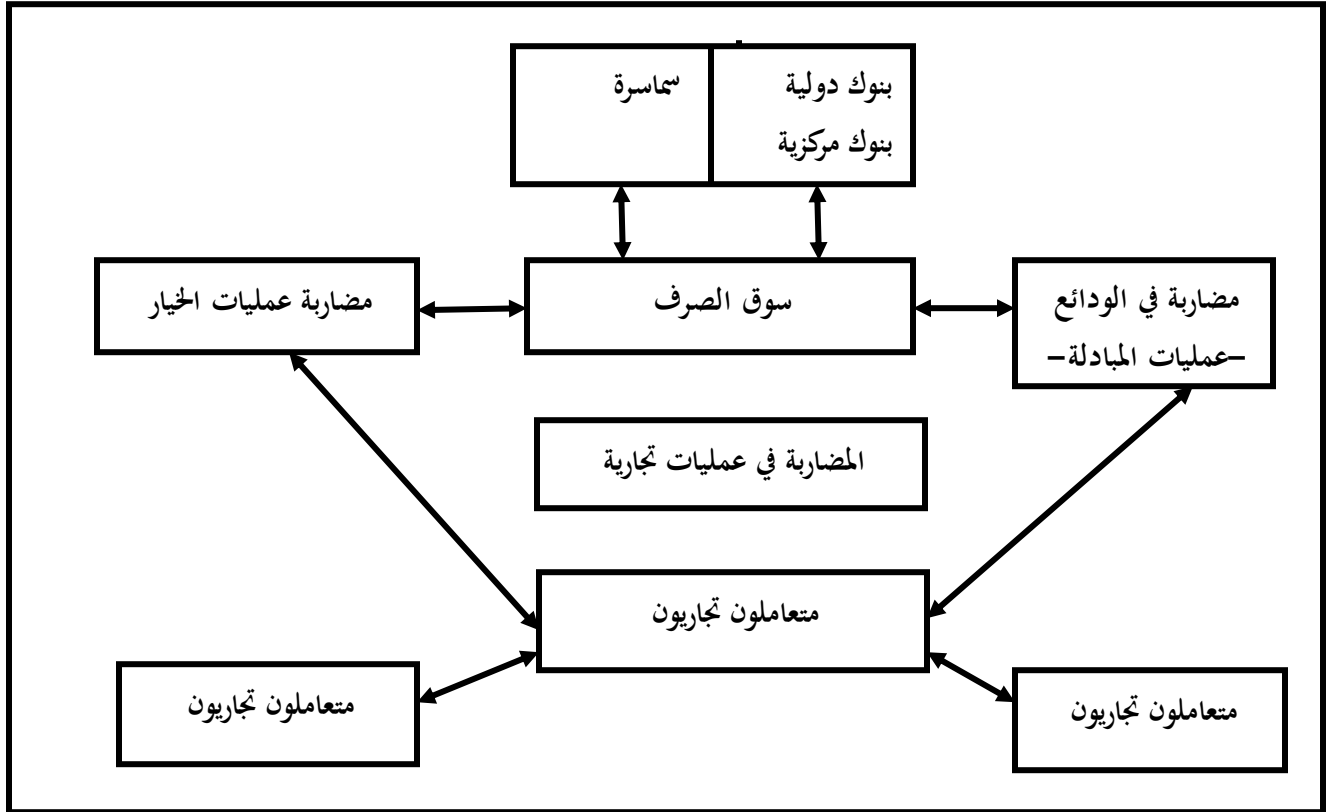 بنوك دولية
بنوك مركزية
سماسرة
مضاربة في الودائع
–عمليات المبادلة–
سوق الصرف
مضاربة عمليات الخيار
المضاربة في عمليات تجارية
متعاملون تجاريون
متعاملون تجاريون
متعاملون تجاريون